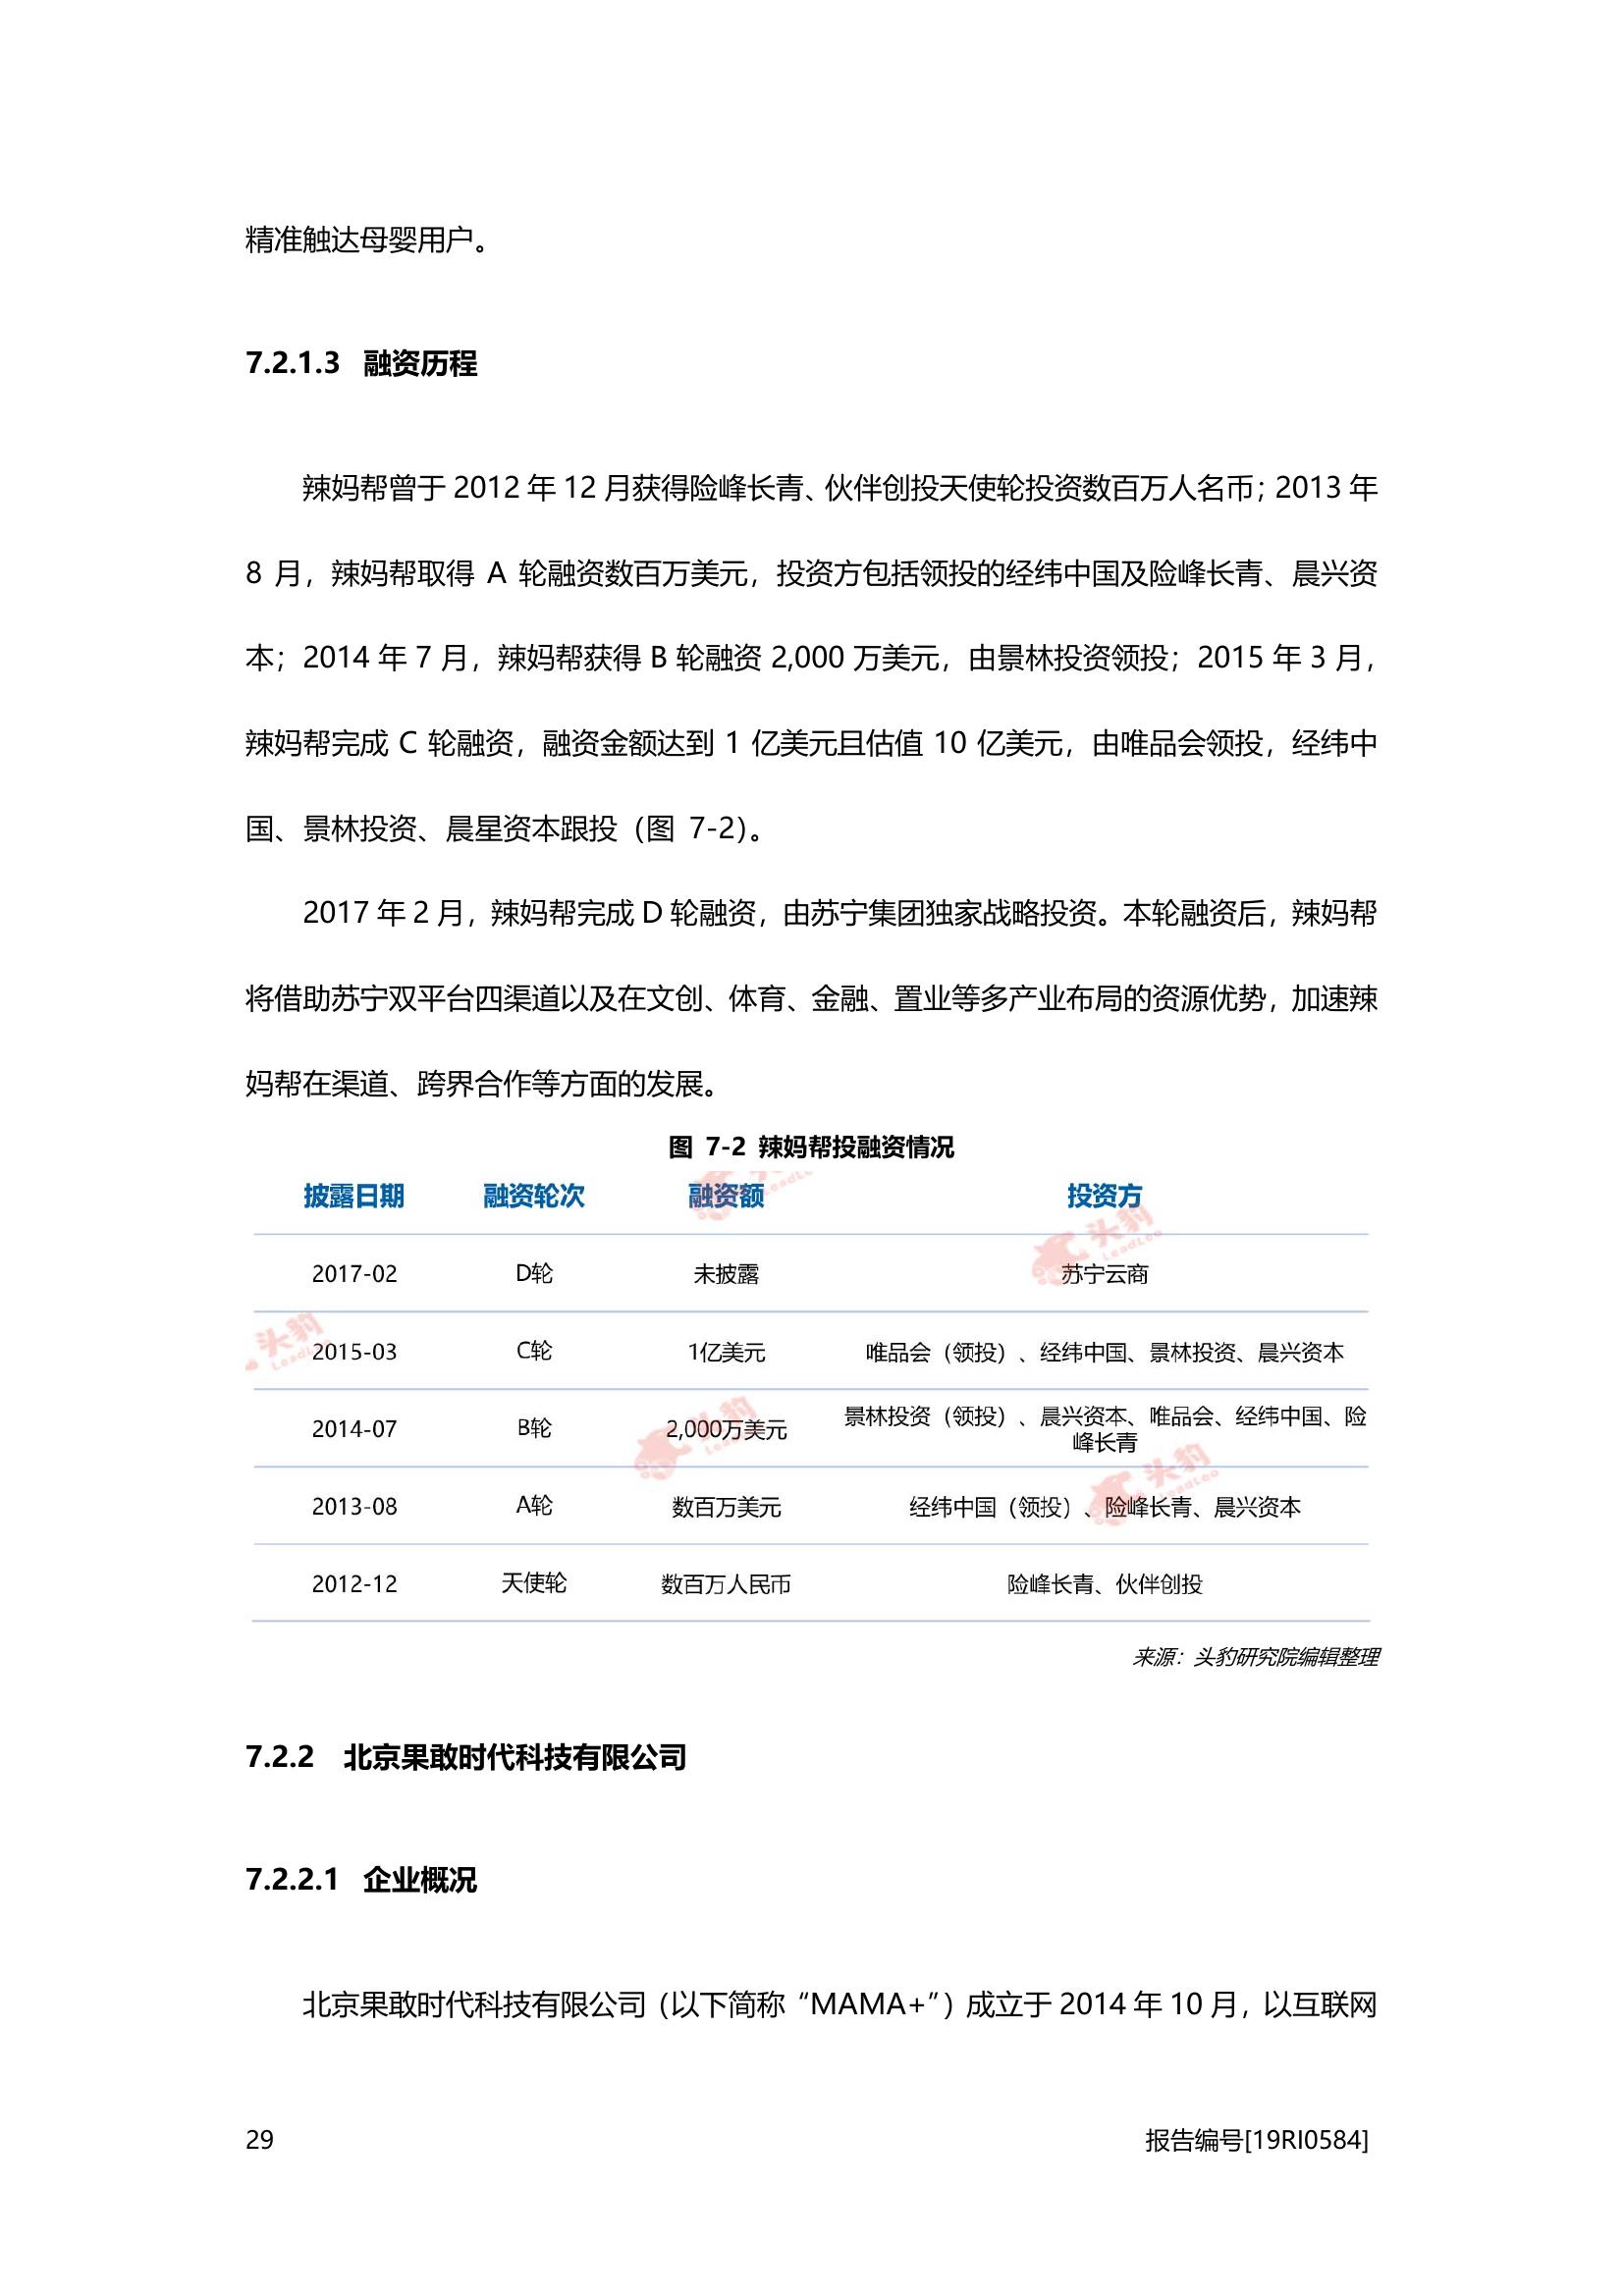 精准触达母婴用户。
7.2.1.3 融资历程
辣妈帮曾于 2012 年 12 月获得险峰长青、伙伴创投天使轮投资数百万人名币；2013 年
8 月，辣妈帮取得 A 轮融资数百万美元，投资方包括领投的经纬中国及险峰长青、晨兴资
本；2014 年 7 月，辣妈帮获得 B 轮融资 2,000 万美元，由景林投资领投；2015 年 3 月，
辣妈帮完成 C 轮融资，融资金额达到 1 亿美元且估值 10 亿美元，由唯品会领投，经纬中
国、景林投资、晨星资本跟投（图 7-2）。
2017 年 2 月，辣妈帮完成 D 轮融资，由苏宁集团独家战略投资。本轮融资后，辣妈帮
将借助苏宁双平台四渠道以及在文创、体育、金融、置业等多产业布局的资源优势，加速辣
妈帮在渠道、跨界合作等方面的发展。
图 7-2 辣妈帮投融资情况
披露日期 融资轮次 融资额 投资方
2017-02 D轮 未披露 苏宁云商
2015-03 C轮 1亿美元 唯品会（领投）、经纬中国、景林投资、晨兴资本
2014-07 B轮 2,000万美元 景林投资（领投）、晨兴资本、唯品会、经纬中国、险
峰长青
2013-08 A轮 数百万美元 经纬中国（领投）、险峰长青、晨兴资本
2012-12 天使轮 数百万人民币 险峰长青、伙伴创投
头豹
LeadLeo
头豹
LeadLeo
头豹
LeadLeo
头豹
LeadLeo
来源：头豹研究院编辑整理
7.2.2 北京果敢时代科技有限公司
7.2.2.1 企业概况
北京果敢时代科技有限公司（以下简称“MAMA+”）成立于 2014 年 10 月，以互联网
29 报告编号[19RI0584]